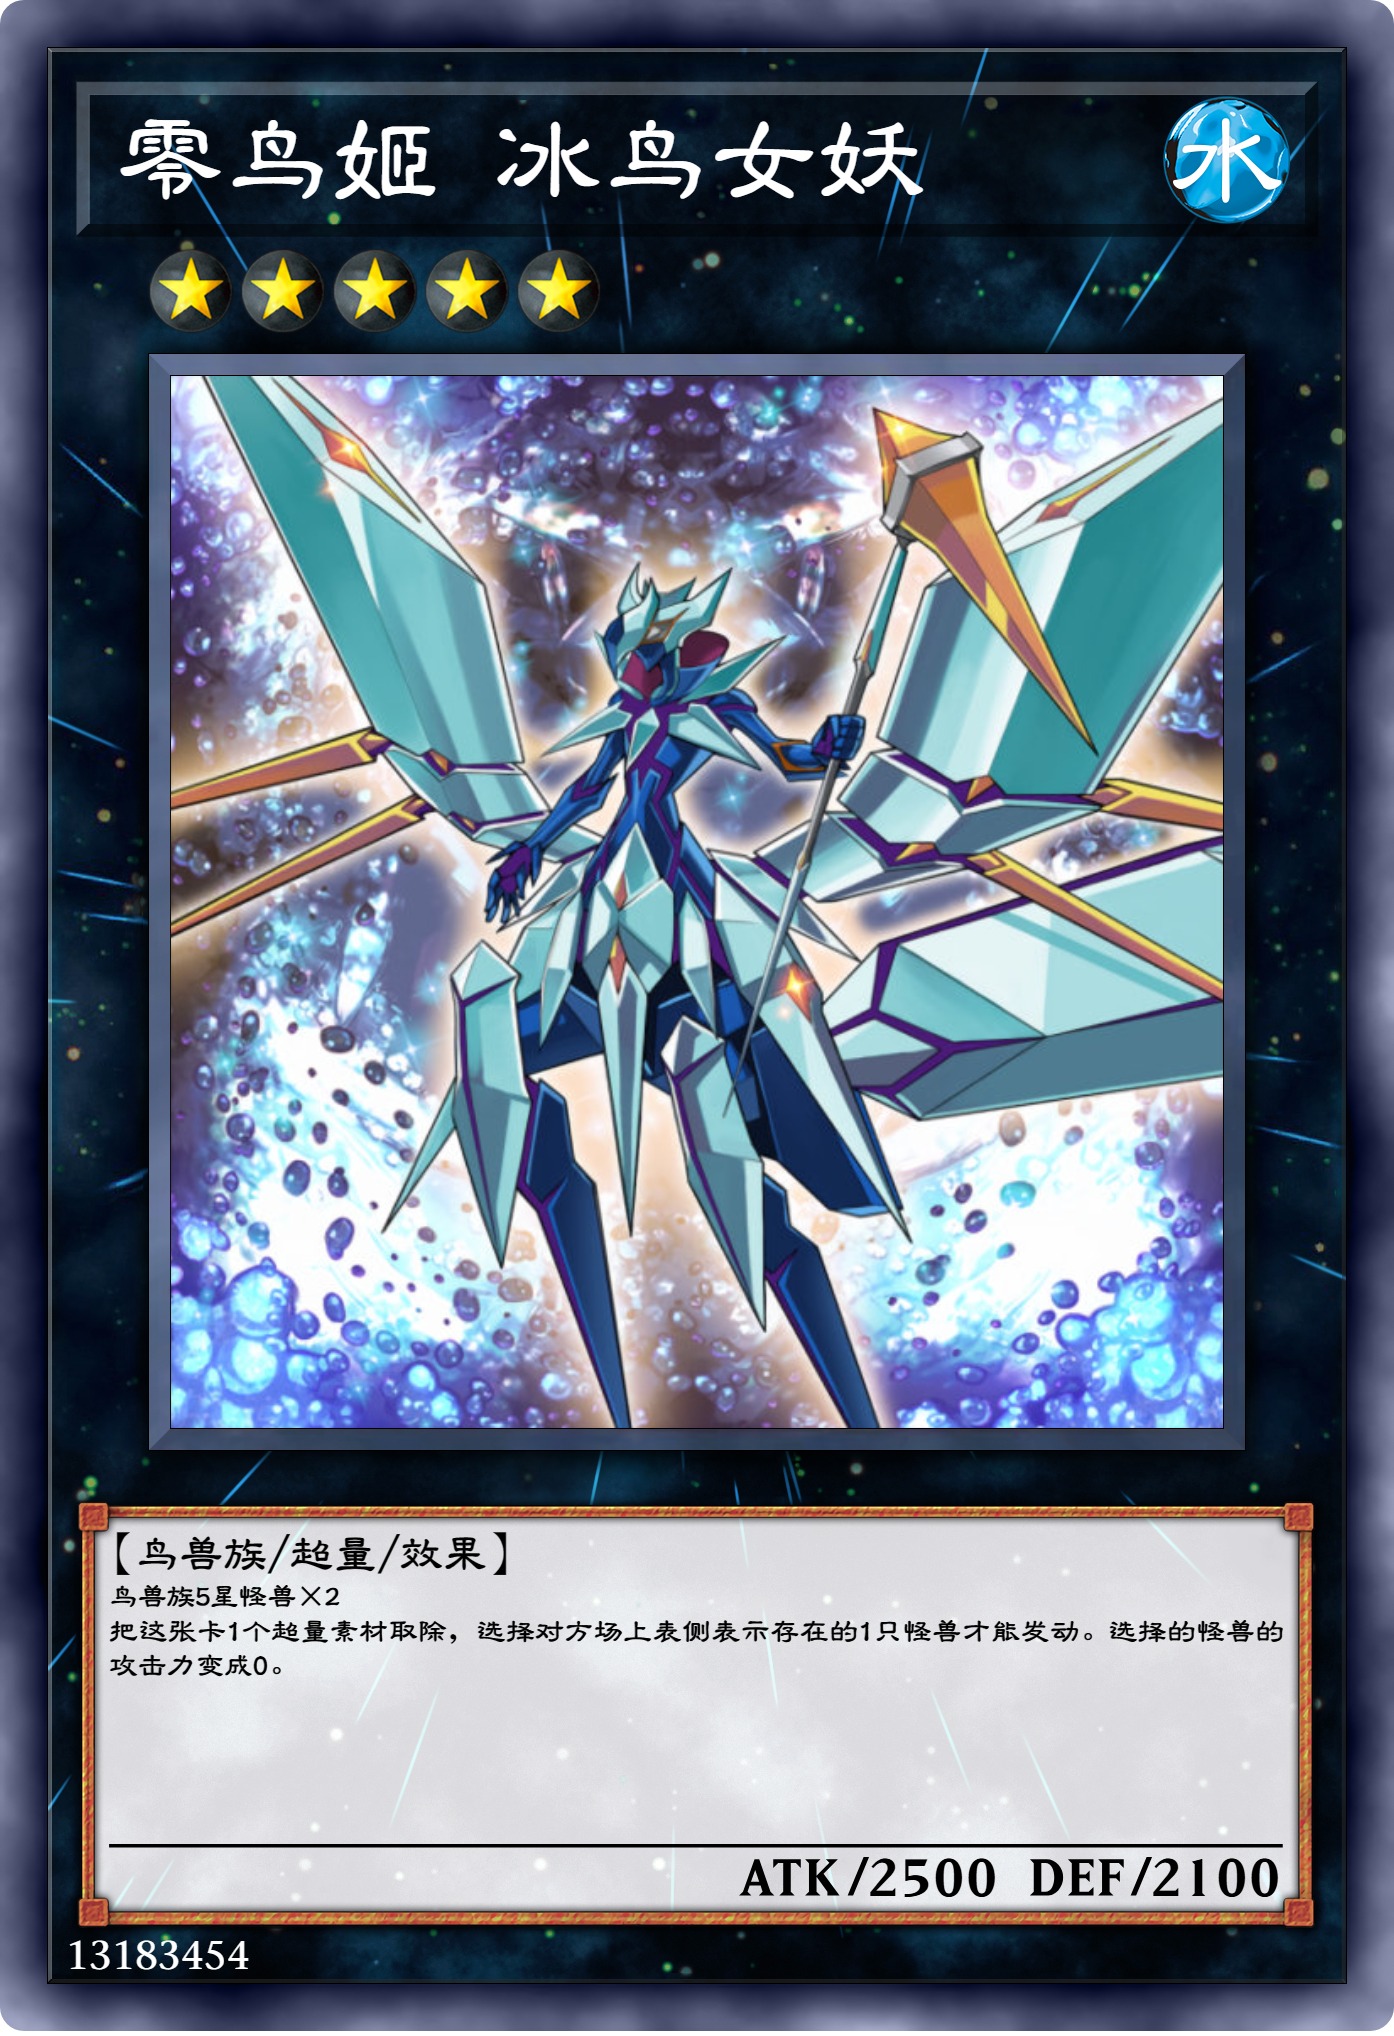 零鸟姬 冰鸟女妖
水
【鸟兽族/超量/效果】
鸟兽族5星怪兽×2
把这张卡1个超量素材取除，选择对方场上表侧表示存在的1只怪兽才能发动。选择的怪兽的
攻击力变成0。
ATK/2500 DEF/2100
13183454